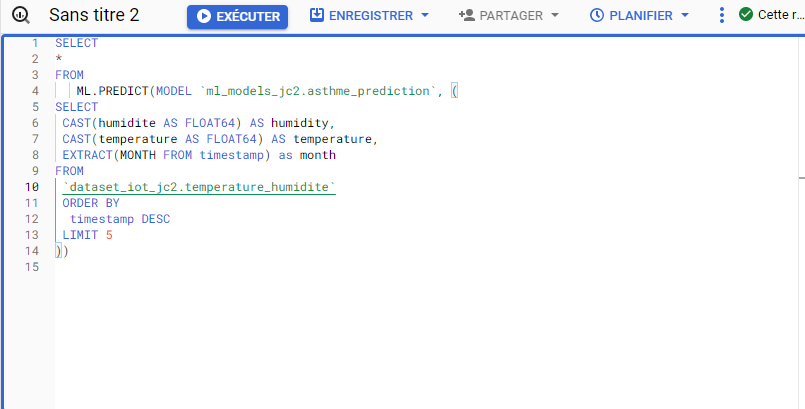 Sans titre 2 EXÉCUTER ENREGISTRER PARTAGER PLANIFIER Cette r...
1 SELECT
2 *
3 FROM
4 ML.PREDICT(MODEL `ml_models_jc2.asthme_prediction`, (
5 SELECT
6 CAST(humidite AS FLOAT64) AS humidity,
7 CAST(temperature AS FLOAT64) AS temperature,
8 EXTRACT(MONTH FROM timestamp) as month
9 FROM
10 `dataset_iot_jc2.temperature_humidite`
11 ORDER BY
12 timestamp DESC
13 LIMIT 5
14 ))
15